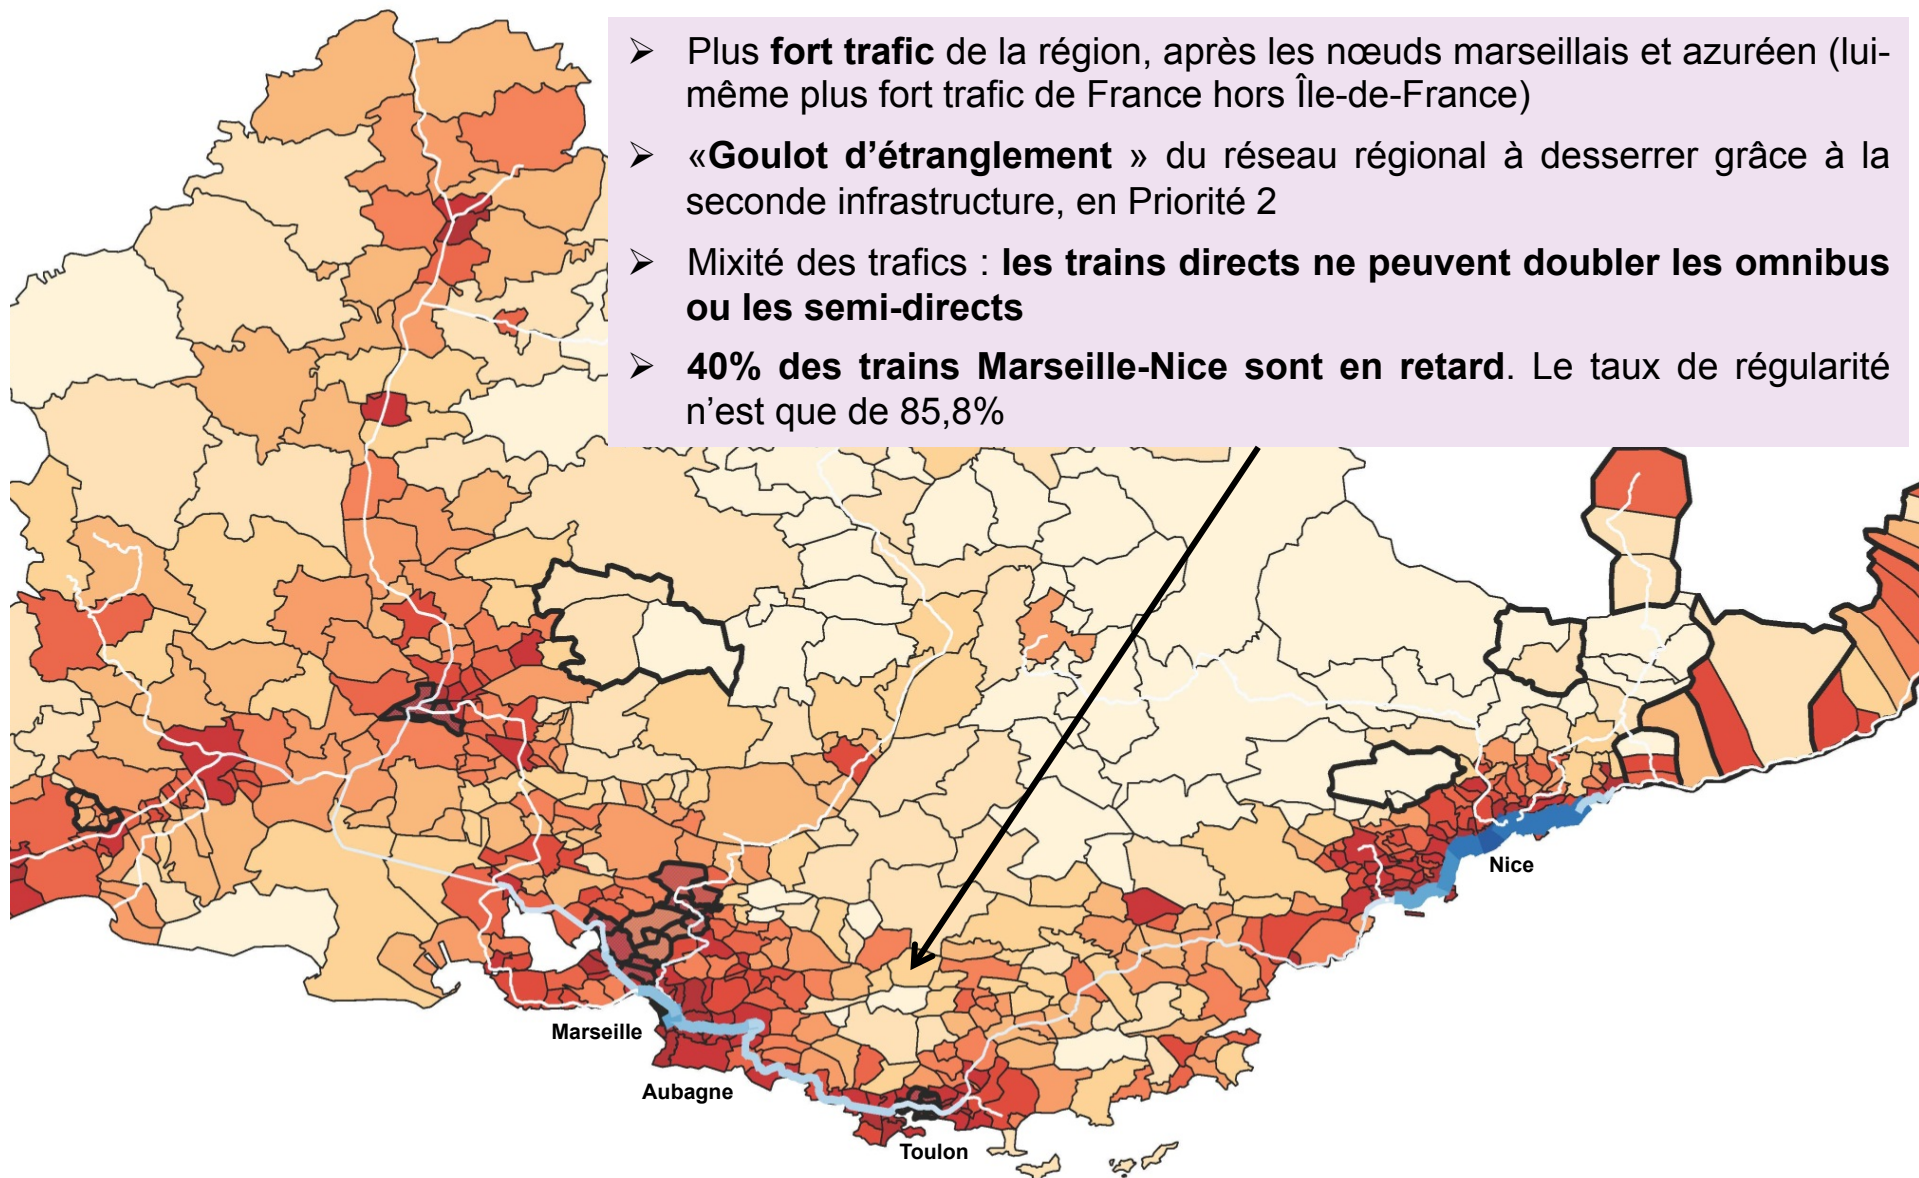 ➢ Plus fort trafic de la région, après les nœuds marseillais et azuréen (lui-
même plus fort trafic de France hors Île-de-France)
➢ «Goulot d’étranglement » du réseau régional à desserrer grâce à la
seconde infrastructure, en Priorité 2
➢ Mixité des trafics : les trains directs ne peuvent doubler les omnibus
ou les semi-directs
➢ 40% des trains Marseille-Nice sont en retard. Le taux de régularité
n’est que de 85,8%
Nice
Marseille
Aubagne
Toulon